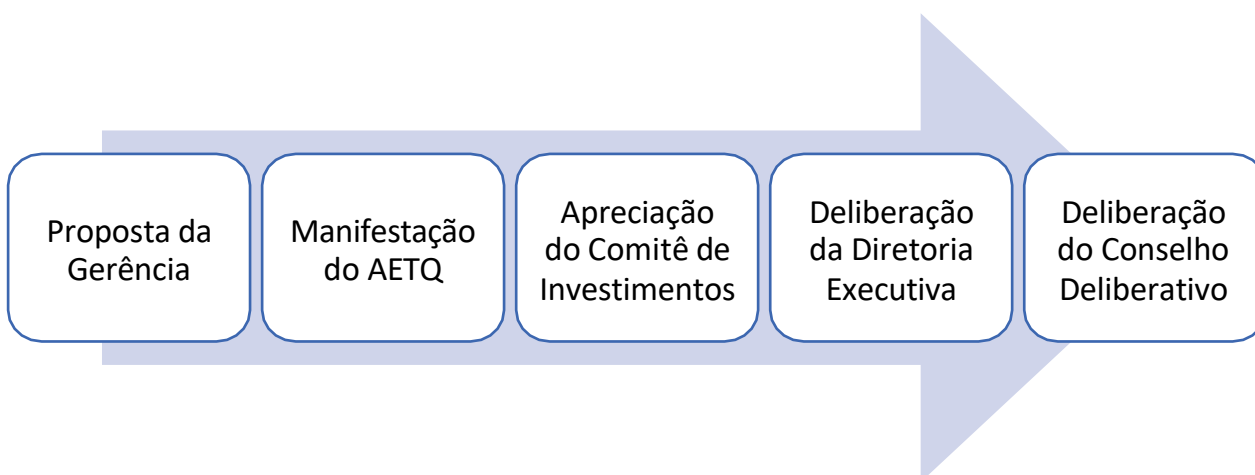 Proposta da
Gerência
Manifestação
do AETQ
Apreciação
do Comitê de
Investimentos
Deliberação
da Diretoria
Executiva
Deliberação
do Conselho
Deliberativo